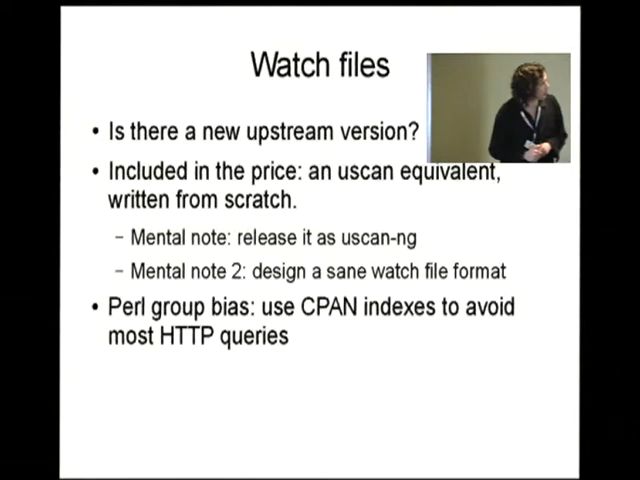 Watch files
• Is there a new upstream version?
• Included in the price: an uscan equivalent,
written from scratch.
– Mental note: release it as uscan-ng
– Mental note 2: design a sane watch file format
• Perl group bias: use CPAN indexes to avoid
most HTTP queries